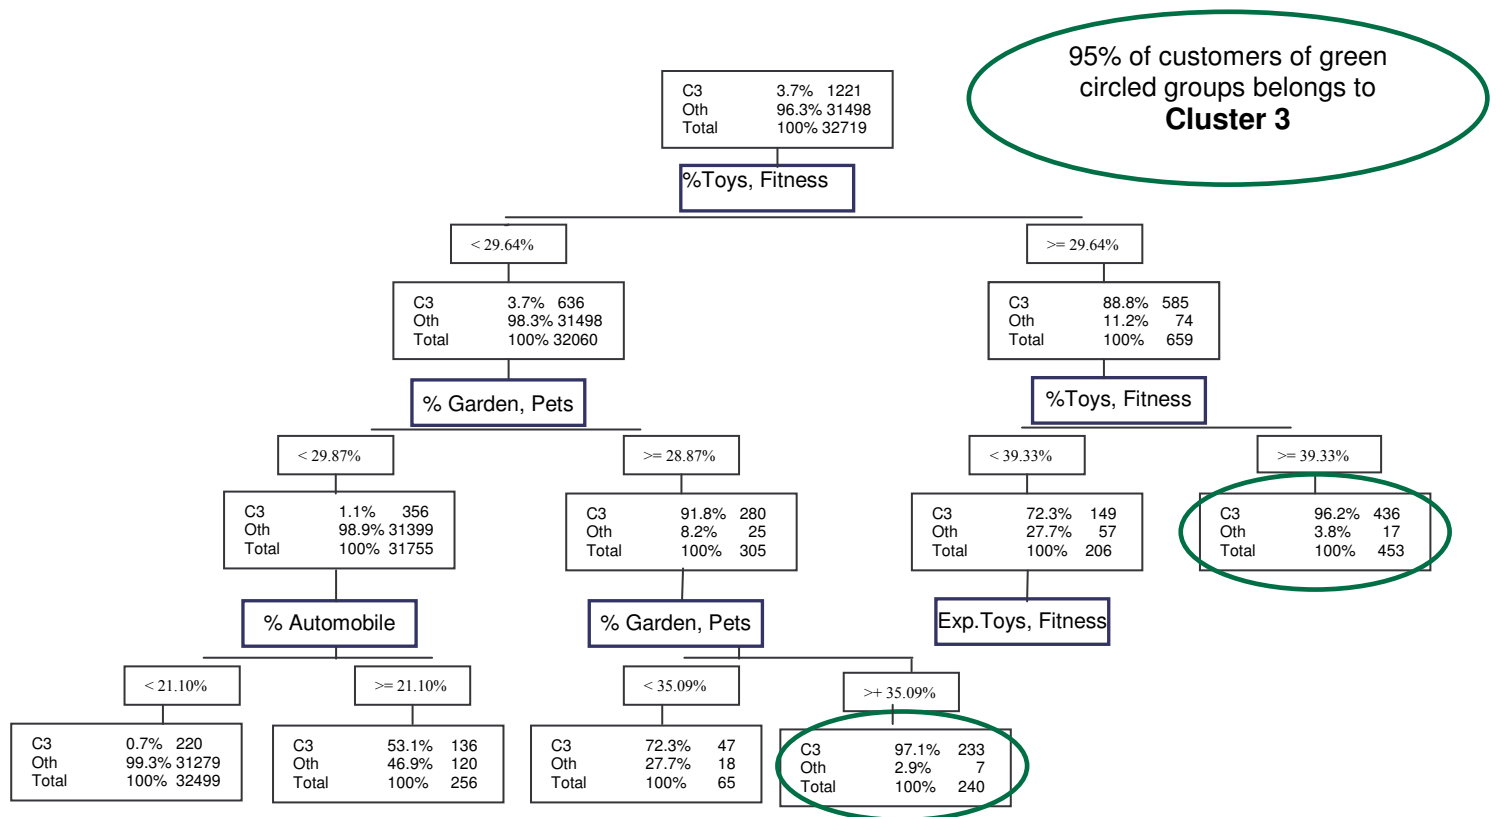 95% of customers of green
circled groups belongs to
Cluster 3
C3 3.7% 1221
Oth 96.3% 31498
Total 100% 32719
%Toys, Fitness
< 29.64%
>= 29.64%
C3 3.7% 636
Oth 98.3% 31498
Total 100% 32060
C3 88.8% 585
Oth 11.2% 74
Total 100% 659
% Garden, Pets
%Toys, Fitness
< 29.87%
>= 28.87%
< 39.33%
>= 39.33%
C3 1.1% 356
Oth 98.9% 31399
Total 100% 31755
C3 91.8% 280
Oth 8.2% 25
Total 100% 305
C3 72.3% 149
Oth 27.7% 57
Total 100% 206
C3 96.2% 436
Oth 3.8% 17
Total 100% 453
% Automobile
% Garden, Pets
Exp.Toys, Fitness
< 21.10%
>= 21.10%
< 35.09%
>+ 35.09%
C3 0.7% 220
Oth 99.3% 31279
Total 100% 32499
C3 53.1% 136
Oth 46.9% 120
Total 100% 256
C3 72.3% 47
Oth 27.7% 18
Total 100% 65
C3 97.1% 233
Oth 2.9% 7
Total 100% 240